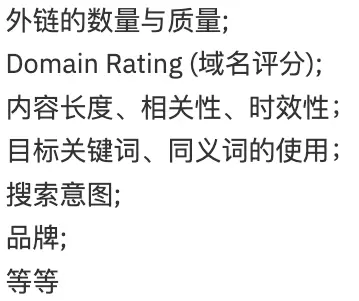 外链的数量与质量;
Domain Rating (域名评分);
内容长度、相关性、时效性；
目标关键词、同义词的使用；
搜索意图;
品牌;
等等